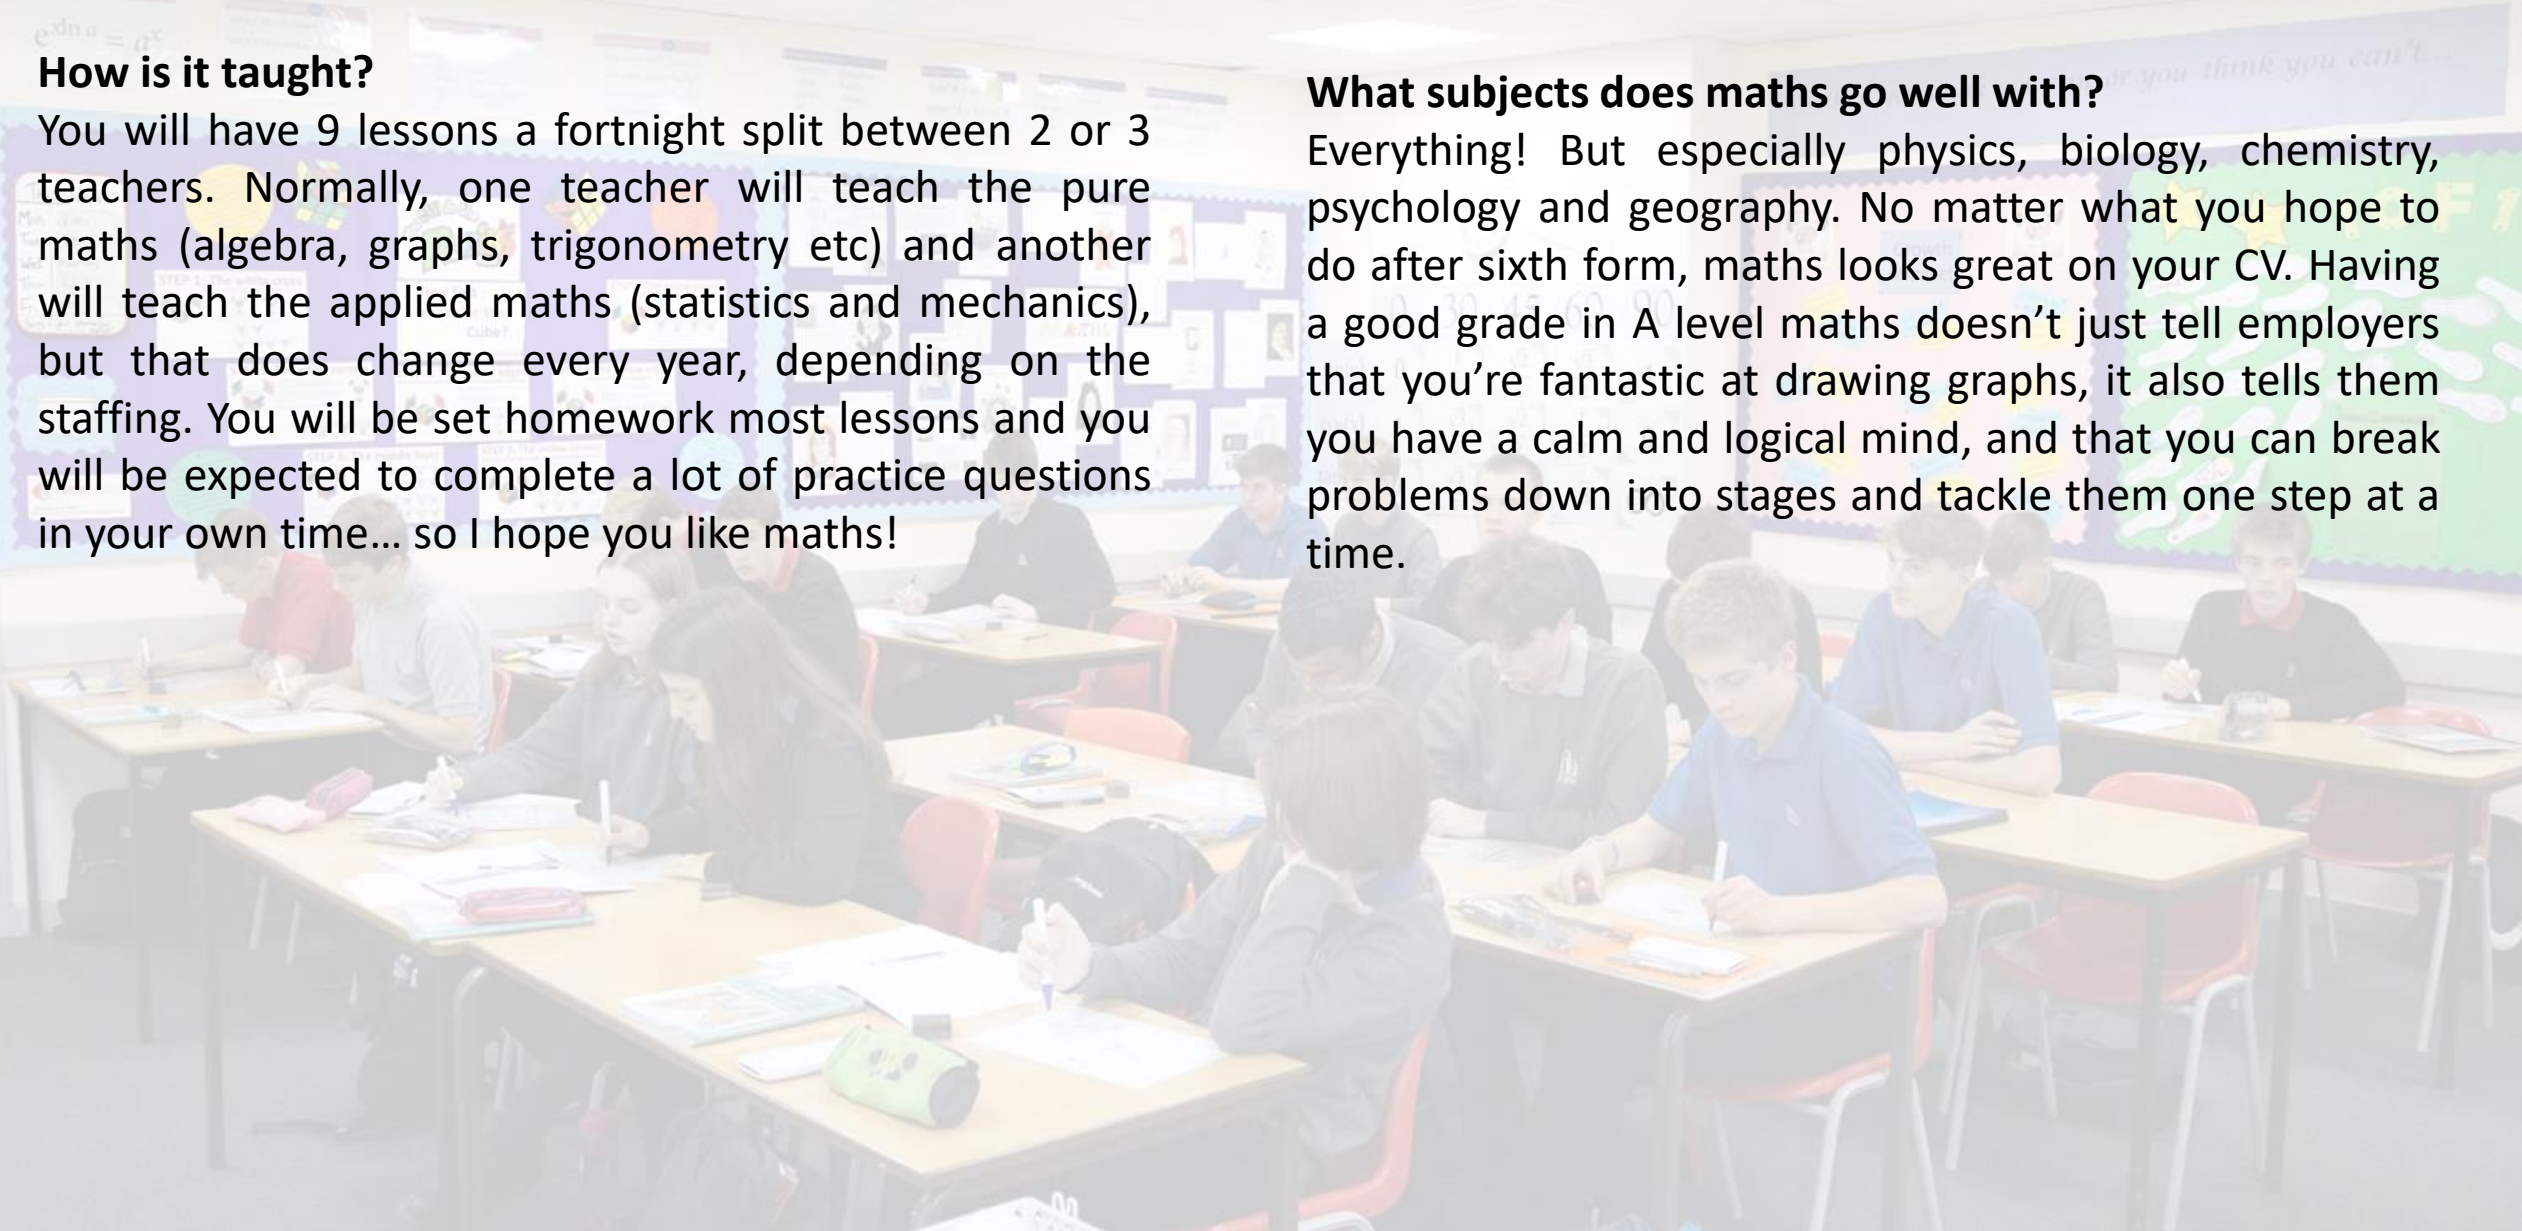 How is it taught?
You will have 9 lessons a fortnight split between 2 or 3
teachers. Normally, one teacher will teach the pure
maths (algebra, graphs, trigonometry etc) and another
will teach the applied maths (statistics and mechanics),
but that does change every year, depending on the
staffing. You will be set homework most lessons and you
will be expected to complete a lot of practice questions
in your own time… so I hope you like maths!
What subjects does maths go well with?
Everything! But especially physics, biology, chemistry,
psychology and geography. No matter what you hope to
do after sixth form, maths looks great on your CV. Having
a good grade in A level maths doesn’t just tell employers
that you’re fantastic at drawing graphs, it also tells them
you have a calm and logical mind, and that you can break
problems down into stages and tackle them one step at a
time.
or you think you can't...